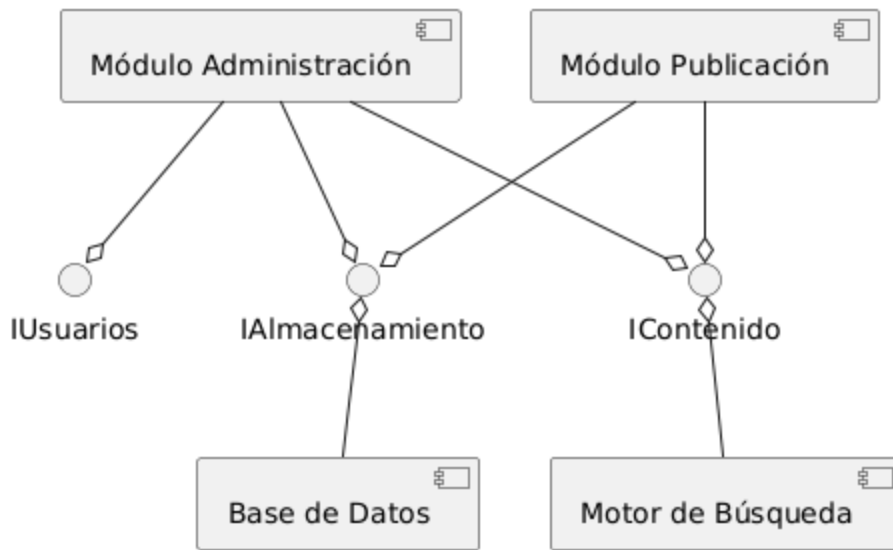 Módulo Administración
Módulo Publicación
IUsuarios
IAlmacenamiento
IContenido
Base de Datos
Motor de Búsqueda